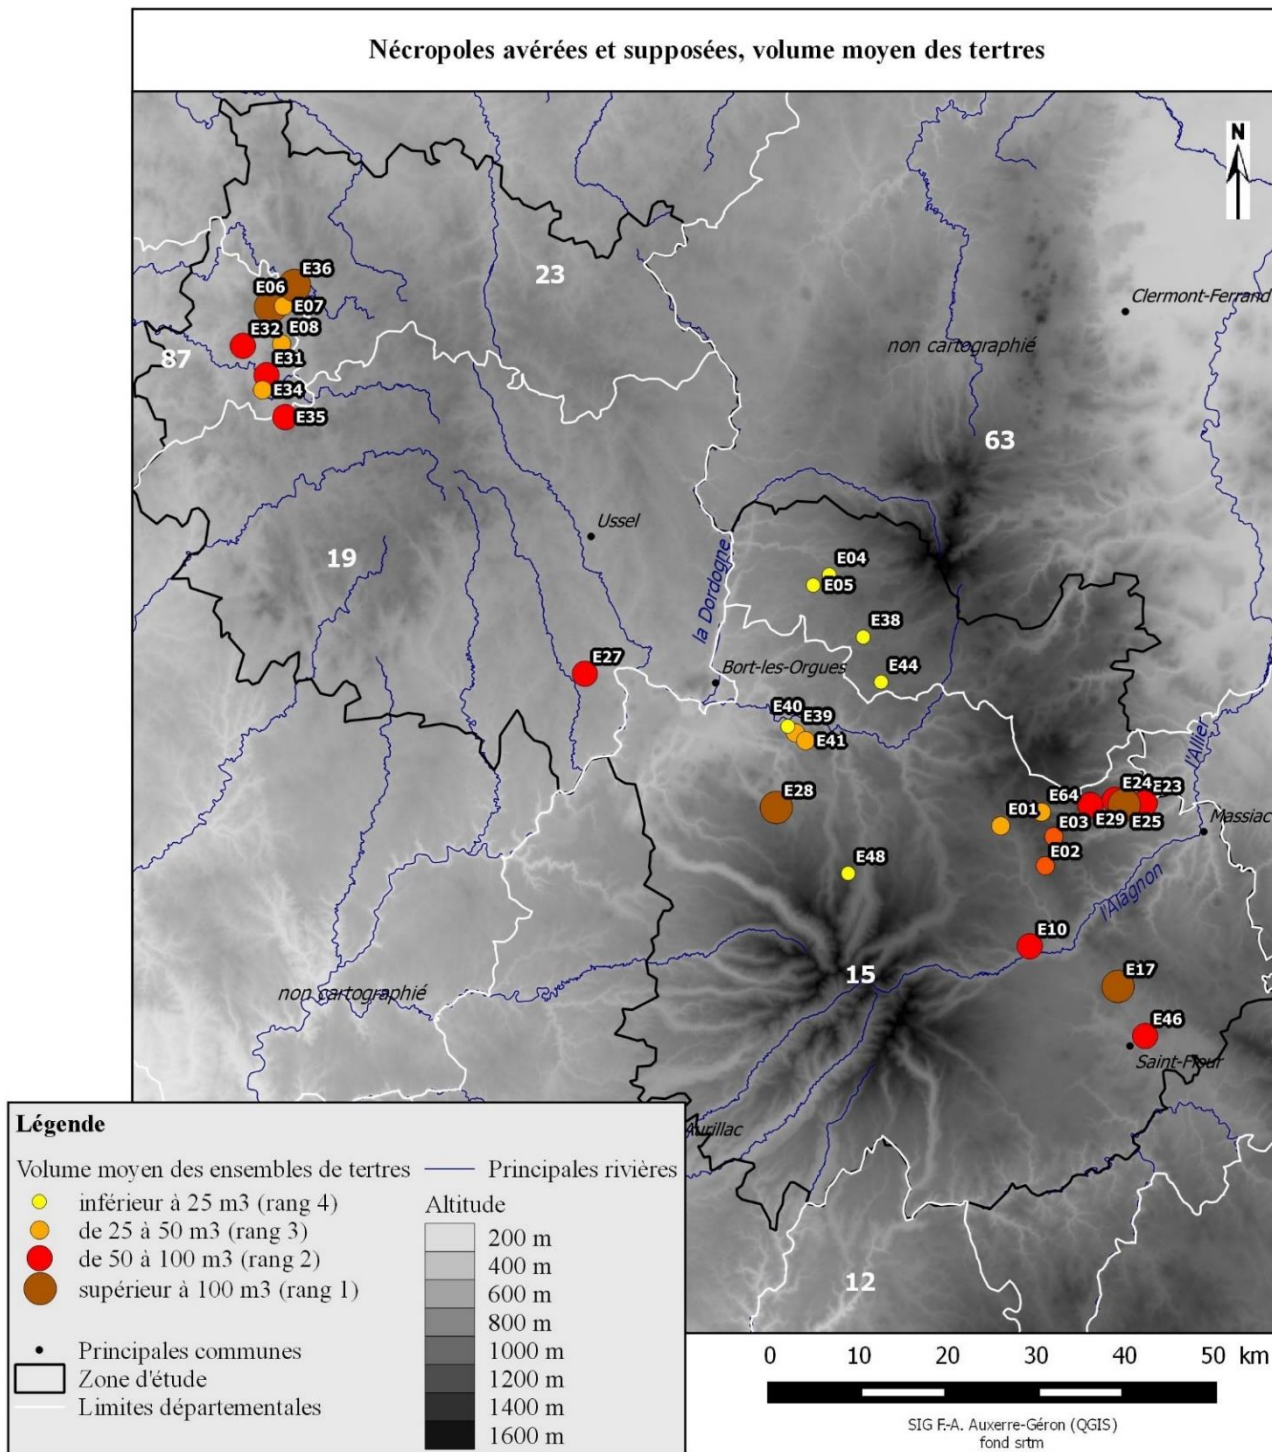 Nécropoles avérées et supposées, volume moyen des tertres
N
23
E36
E06
E07
E08
E32
87
E31
E34
E35
Clermont-Ferrand
non cartographié
63
Ussel
19
la Dordogne
E04
E05
E38
E44
E27
Bort-les-Orgues
E40
E39
E41
l'Allier
E28
E24
E23
E64
E01
E29
E25
E03
Massiac
E02
E48
l'Alagnon
E10
15
E17
non cartographié
E46
Saint-Flour
Aurillac
12
Légende
Volume moyen des ensembles de tertres
inférieur à 25 m3 (rang 4)
de 25 à 50 m3 (rang 3)
de 50 à 100 m3 (rang 2)
supérieur à 100 m3 (rang 1)
Principales communes
Zone d'étude
Limites départementales
Principales rivières
Altitude
200 m
400 m
600 m
800 m
1000 m
1200 m
1400 m
1600 m
0 10 20 30 40 50 km
SIG F.-A. Auxerre-Géron (QGIS)
fond srtm